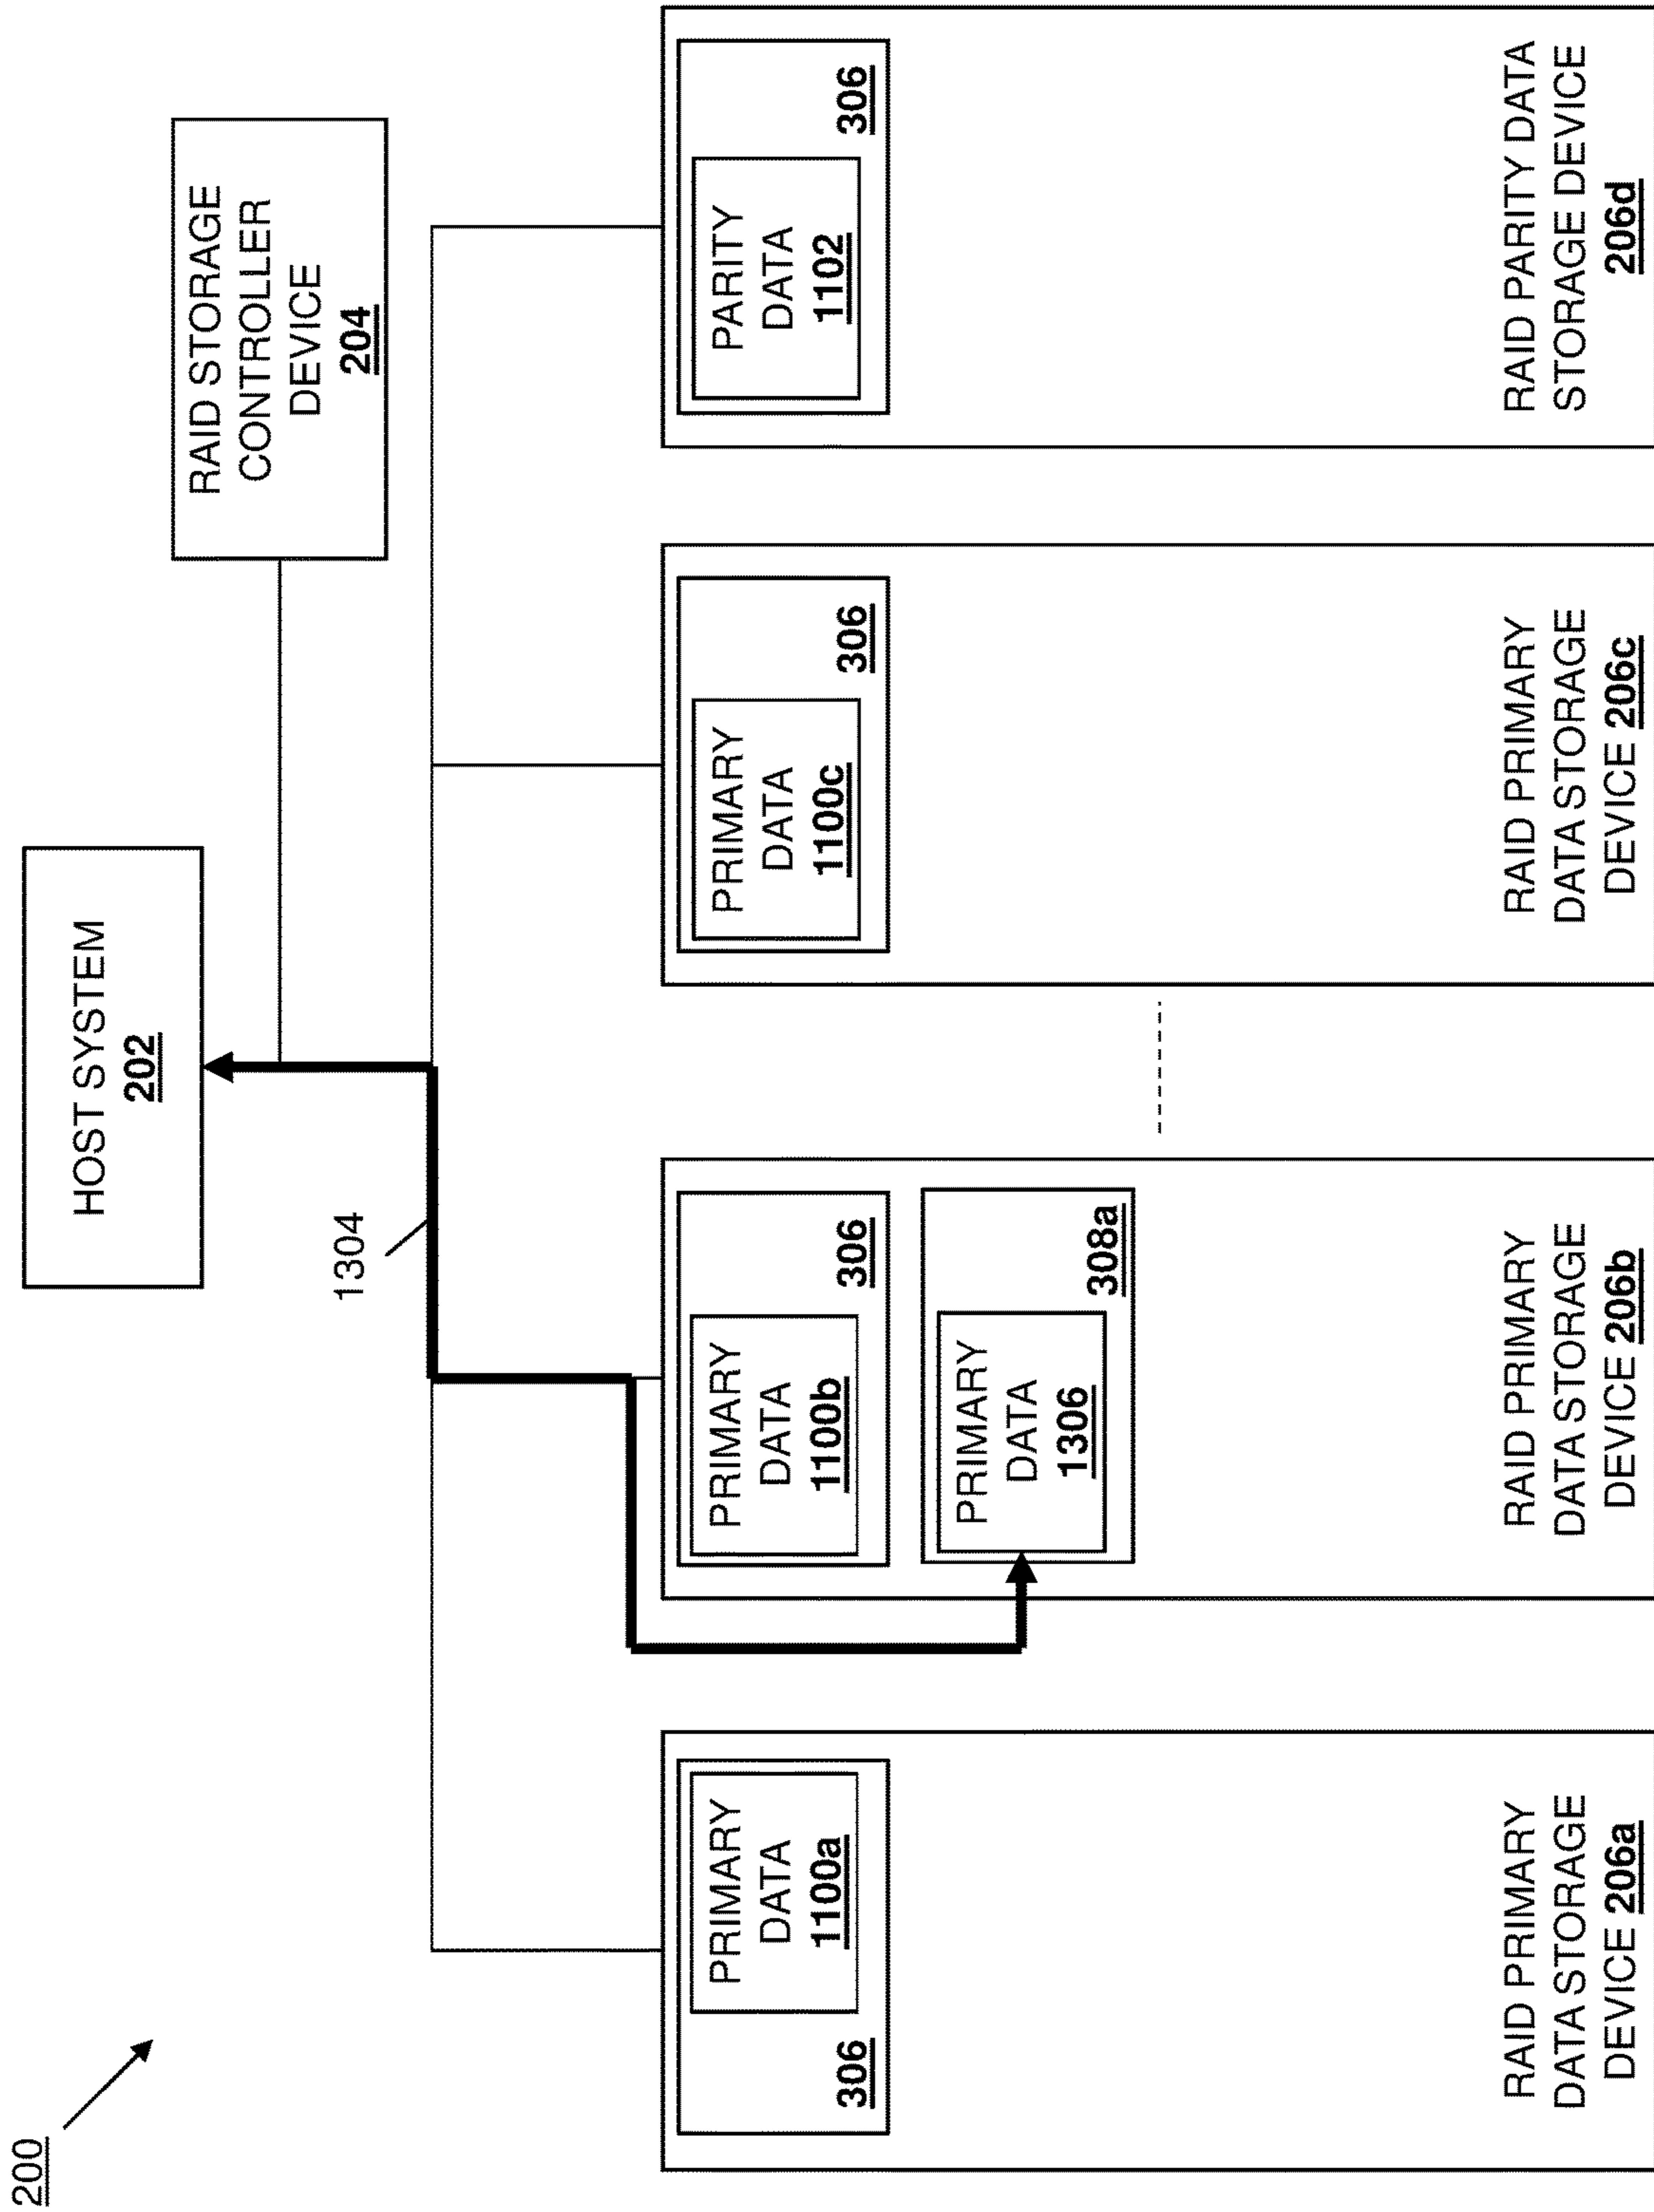 200
HOST SYSTEM
202
RAID STORAGE
CONTROLLER
DEVICE
204
1304
306
PRIMARY
DATA
1100a
RAID PRIMARY
DATA STORAGE
DEVICE 206a
PRIMARY
DATA
1100b
306
PRIMARY
DATA
1306
308a
RAID PRIMARY
DATA STORAGE
DEVICE 206b
PRIMARY
DATA
1100c
306
RAID PRIMARY
DATA STORAGE
DEVICE 206c
PARITY
DATA
1102
306
RAID PARITY DATA
STORAGE DEVICE
206d